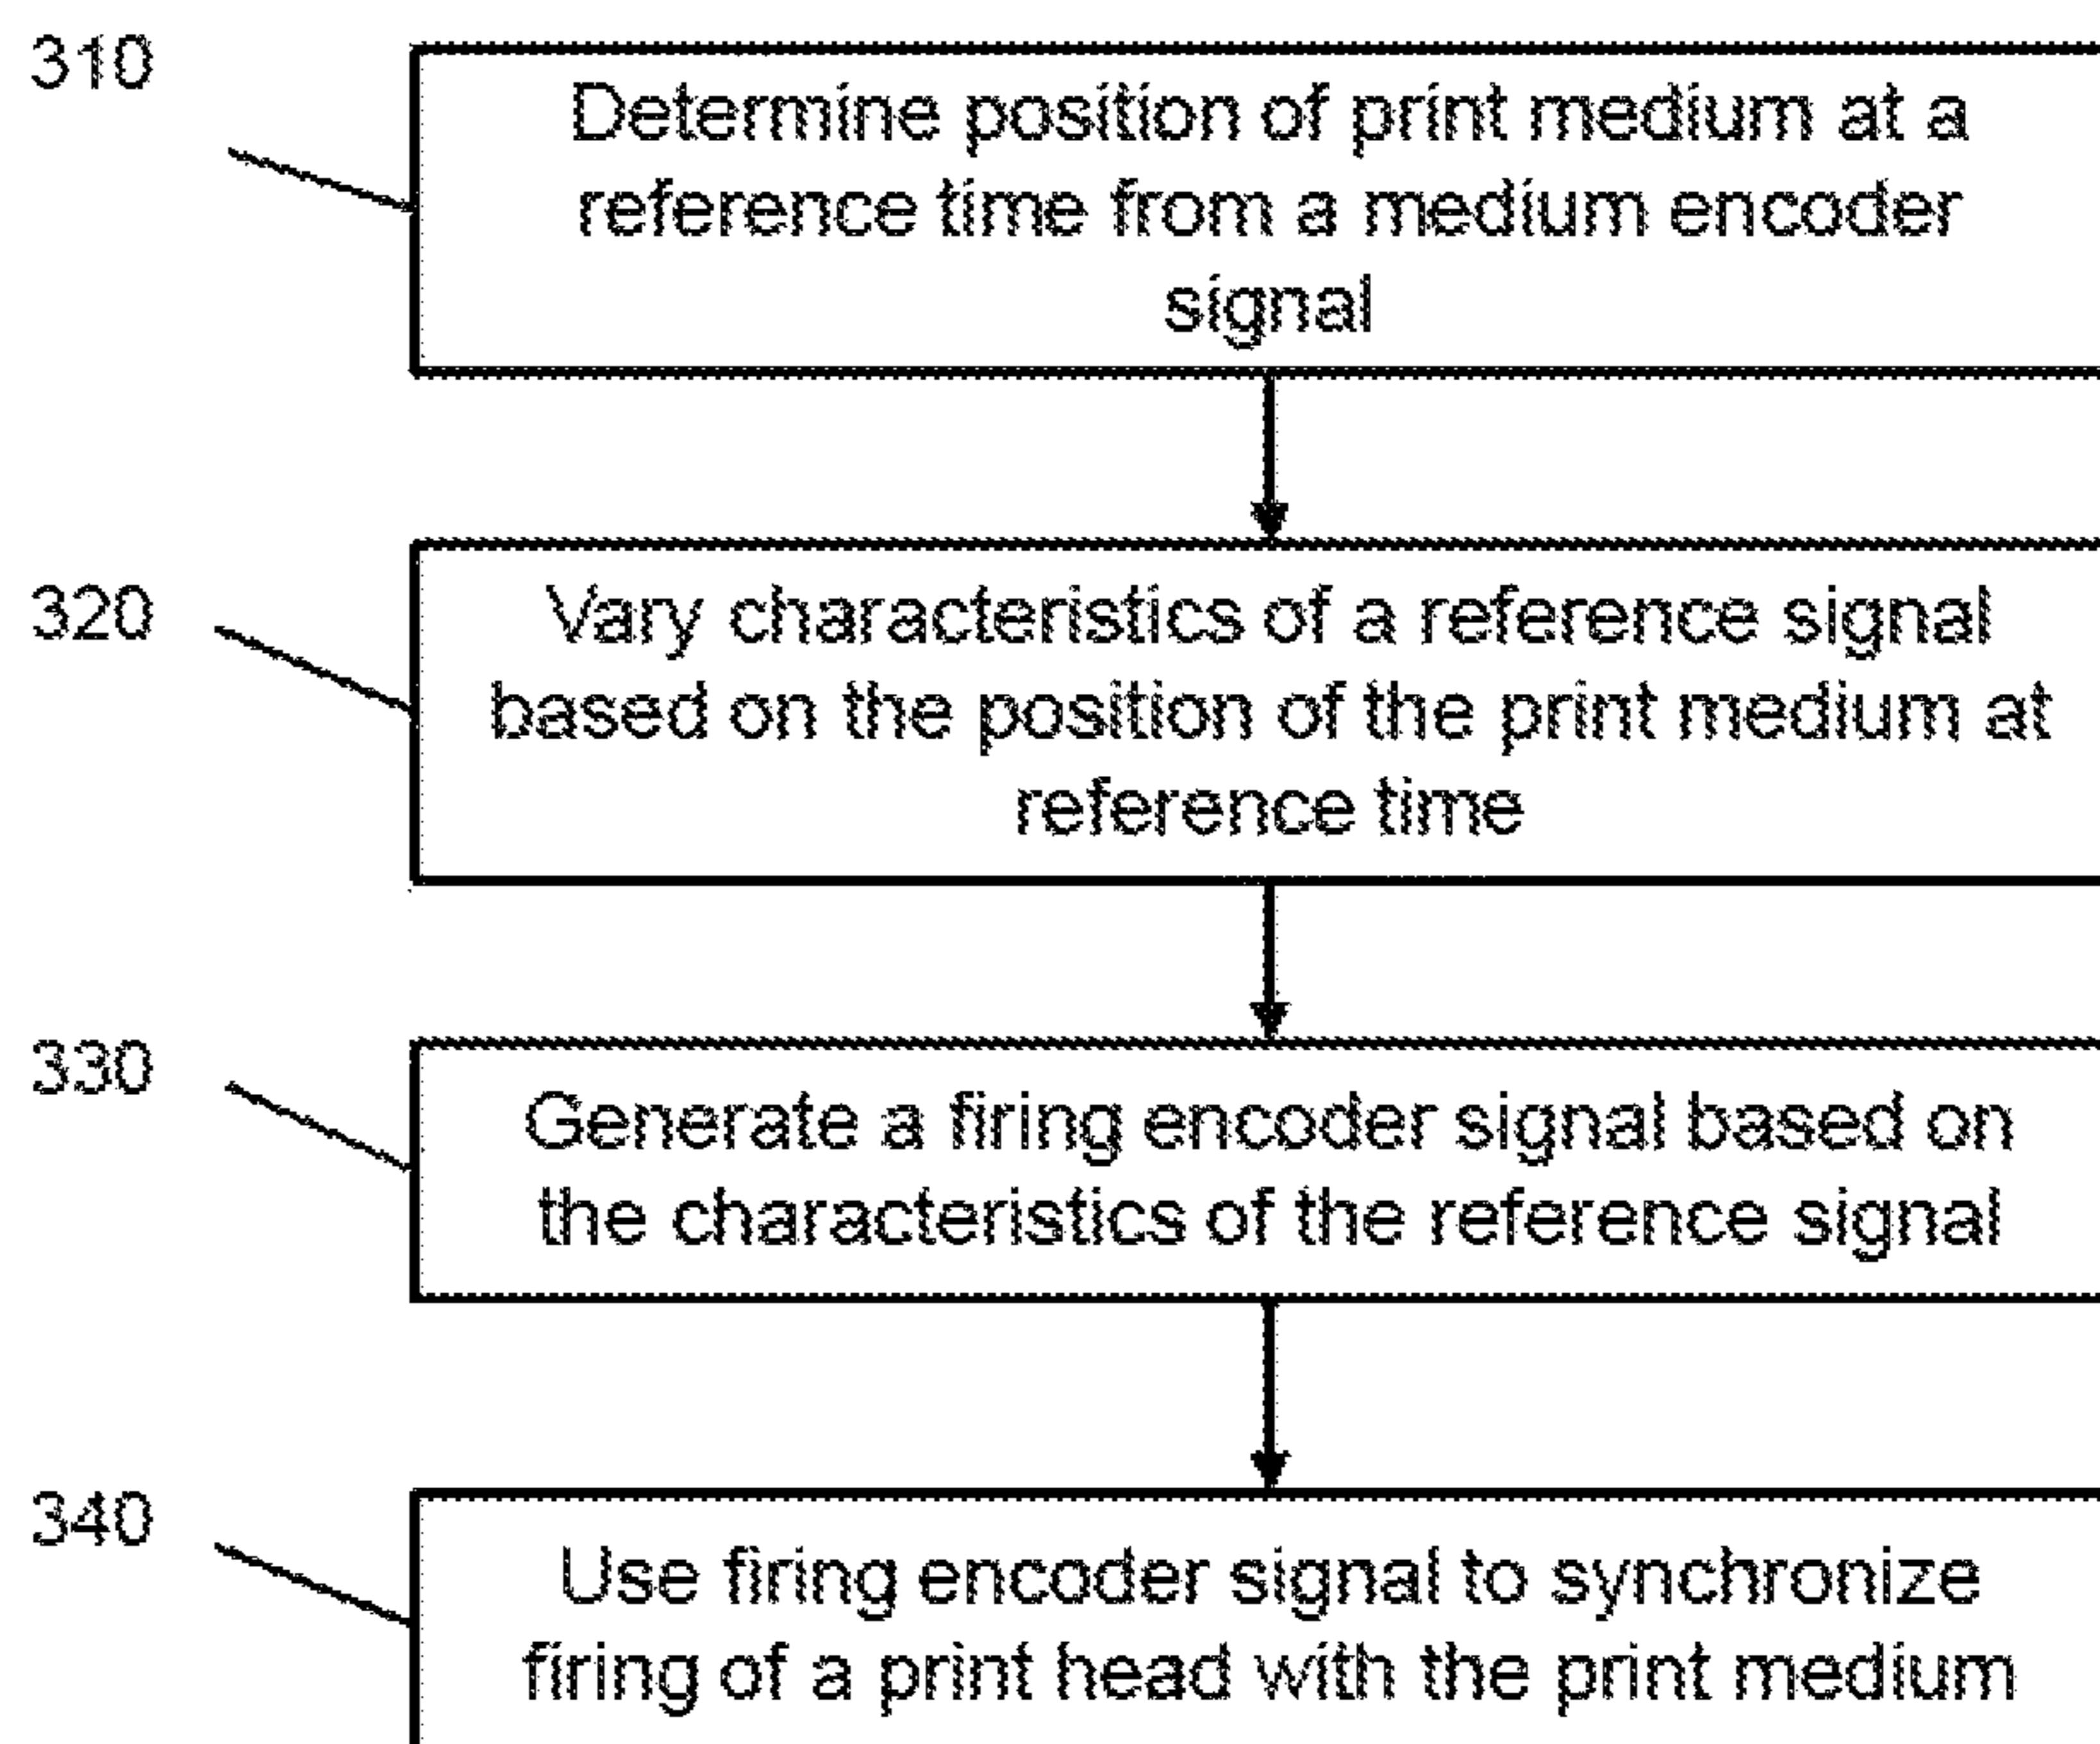 310
Determine position of print medium at a
reference time from a medium encoder
signal
320
Vary characteristics of a reference signal
based on the position of the print medium at
reference time
330
Generate a firing encoder signal based on
the characteristics of the reference signal
340
Use firing encoder signal to synchronize
firing of a print head with the print medium